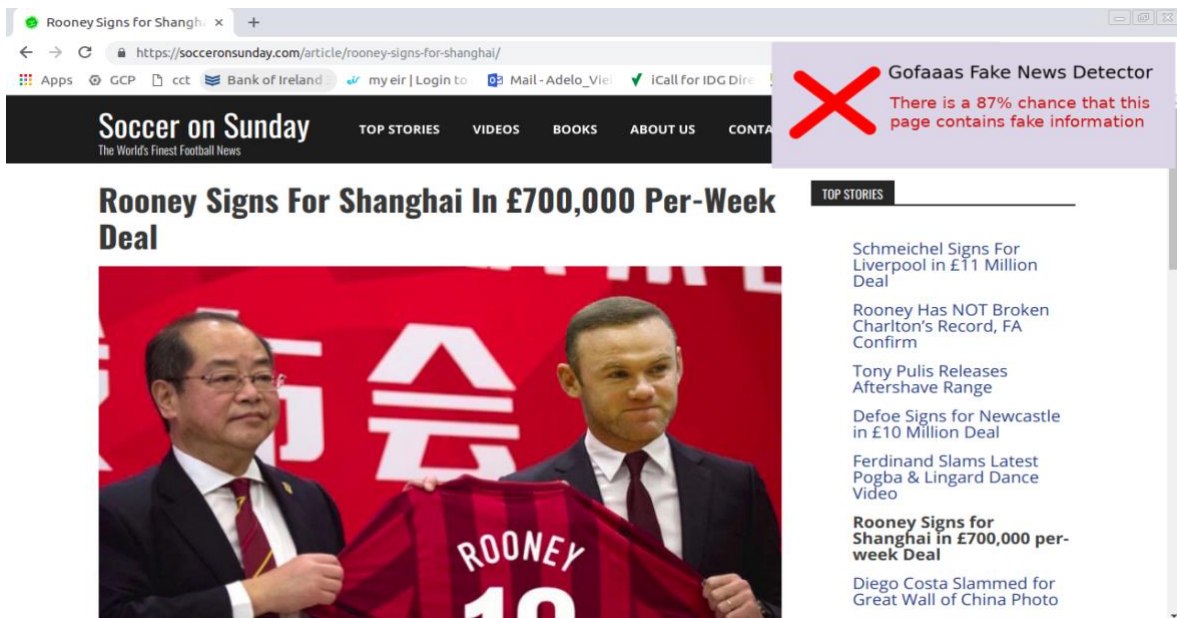 Rooney Signs for Shangh
https://socceronsunday.com/article/rooney-signs-for-shanghai/
Apps GCP cct Bank of Ireland my eir | Login to Mail - Adelo_Viei iCall for IDG Dire
Gofaaas Fake News Detector
There is a 87% chance that this
page contains fake information
Soccer on Sunday
The World's Finest Football News
TOP STORIES VIDEOS BOOKS ABOUT US CONTA
Rooney Signs For Shanghai In £700,000 Per-Week
Deal
ROONEY
TOP STORIES
Schmeichel Signs For
Liverpool in £11 Million
Deal
Rooney Has NOT Broken
Charlton's Record, FA
Confirm
Tony Pulis Releases
Aftershave Range
Defoe Signs for Newcastle
in £10 Million Deal
Ferdinand Slams Latest
Pogba & Lingard Dance
Video
Rooney Signs for
Shanghai in £700,000 per-
week Deal
Diego Costa Slammed for
Great Wall of China Photo